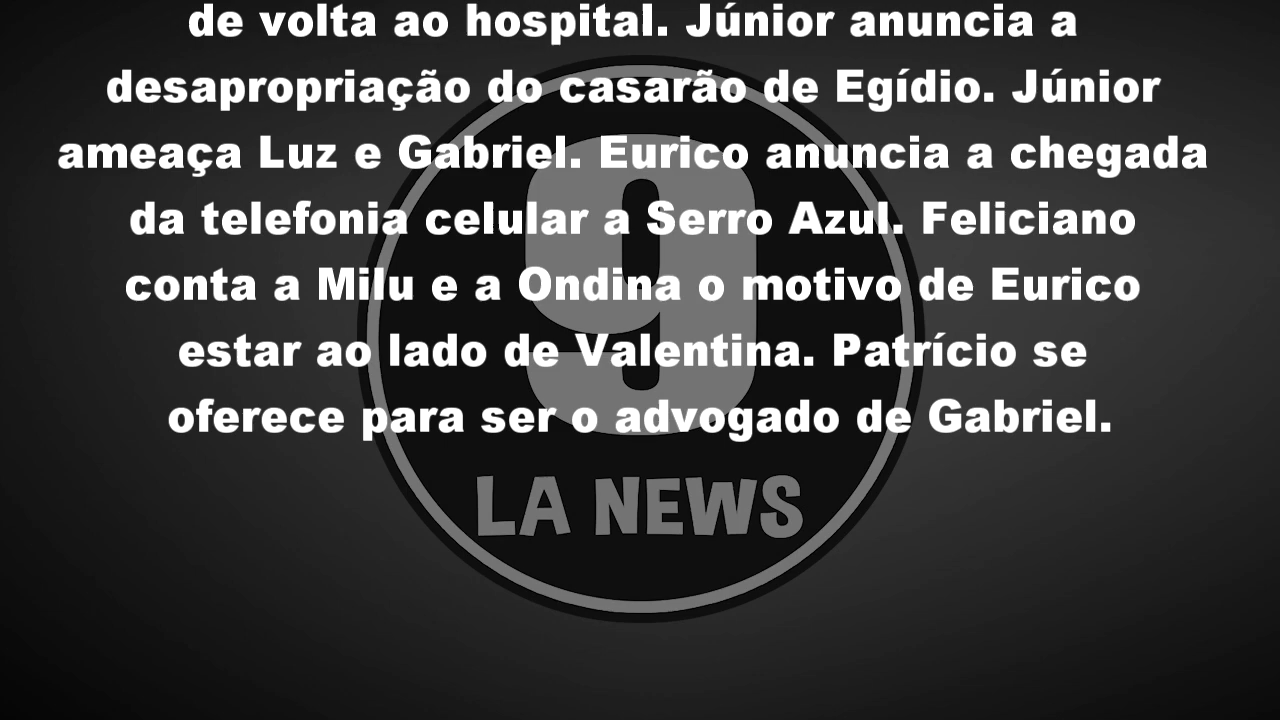 de volta ao hospital. Júnior anuncia a
desapropriação do casarão de Egídio. Júnior
ameaça Luz e Gabriel. Eurico anuncia a chegada
da telefonia celular a Serro Azul. Feliciano
conta a Milu e a Ondina o motivo de Eurico
estar ao lado de Valentina. Patrício se
oferece para ser o advogado de Gabriel.
9
LA NEWS